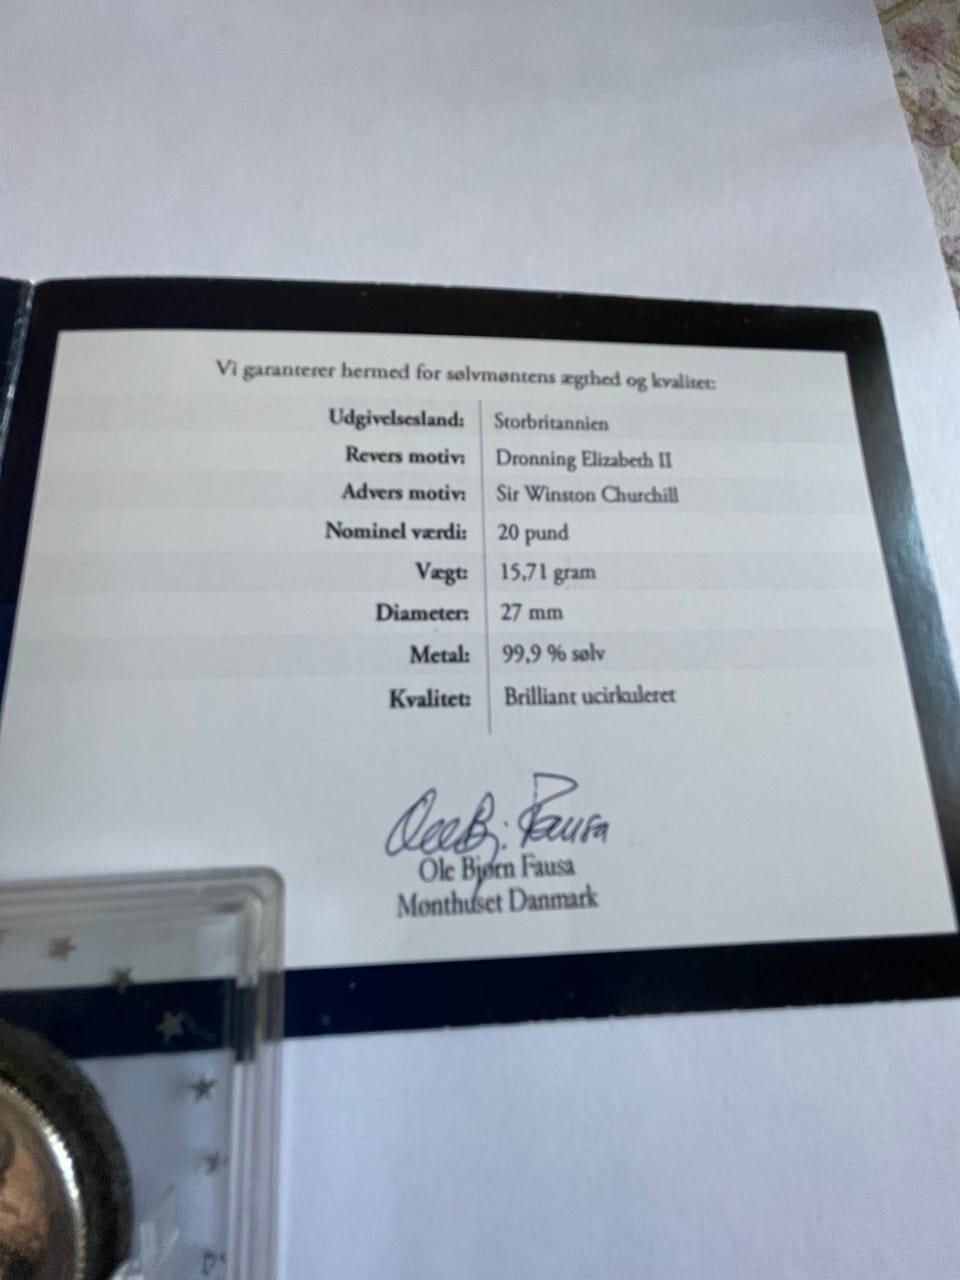 Vi garanterer hermed for sølvmøntens ægthed og kvalitet:
Udgivelsesland: Storbritannien
Revers motiv: Dronning Elizabeth II
Advers motiv: Sir Winston Churchill
Nominel værdi: 20 pund
Vægt: 15,71 gram
Diameter: 27 mm
Metal: 99,9 % sølv
Kvalitet: Brilliant ucirkuleret
Ole Bj. Fausa
Ole Bjørn Fausa
Mønthuset Danmark